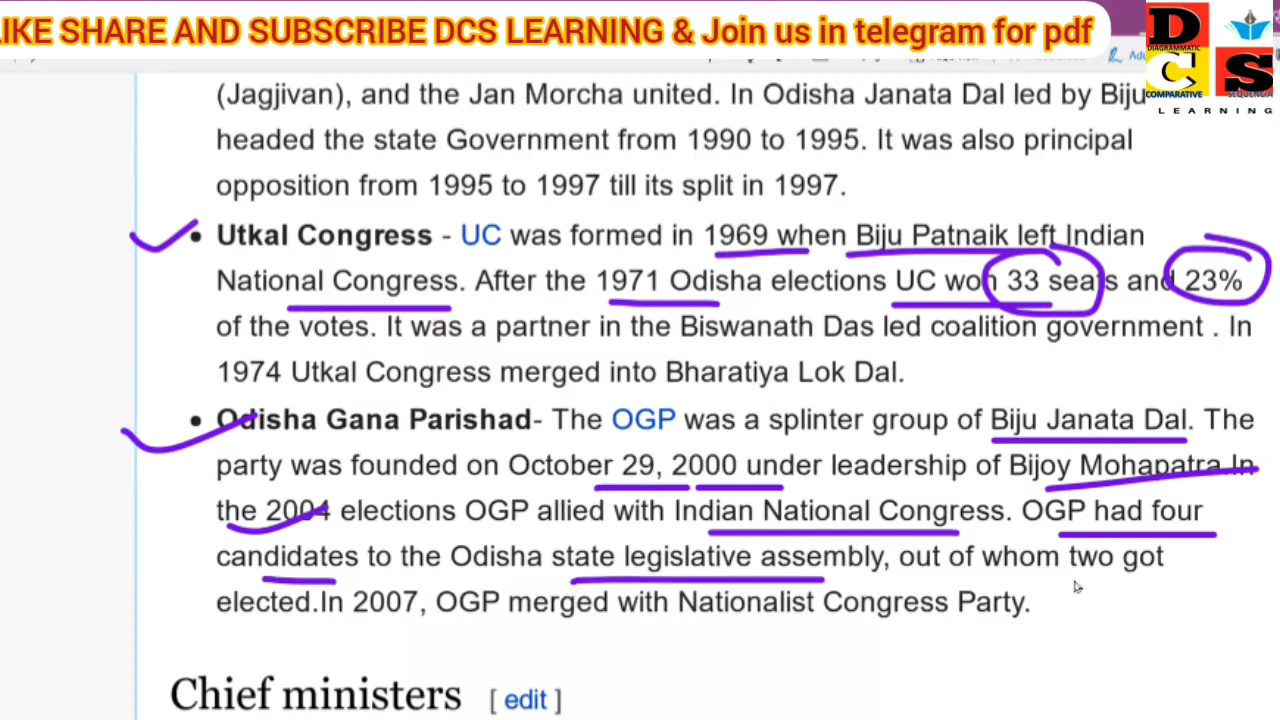 LIKE SHARE AND SUBSCRIBE DCS LEARNING & Join us in telegram for pdf
D
DIAGRAMMATIC
C S
COMPARATIVE
LEARNING
(Jagjivan), and the Jan Morcha united. In Odisha Janata Dal led by Biju
headed the state Government from 1990 to 1995. It was also principal
opposition from 1995 to 1997 till its split in 1997.
• Utkal Congress - UC was formed in 1969 when Biju Patnaik left Indian
National Congress. After the 1971 Odisha elections UC won 33 seats and 23%
of the votes. It was a partner in the Biswanath Das led coalition government . In
1974 Utkal Congress merged into Bharatiya Lok Dal.
• Odisha Gana Parishad- The OGP was a splinter group of Biju Janata Dal. The
party was founded on October 29, 2000 under leadership of Bijoy Mohapatra.In
the 2004 elections OGP allied with Indian National Congress. OGP had four
candidates to the Odisha state legislative assembly, out of whom two got
elected.In 2007, OGP merged with Nationalist Congress Party.
Chief ministers [ edit ]